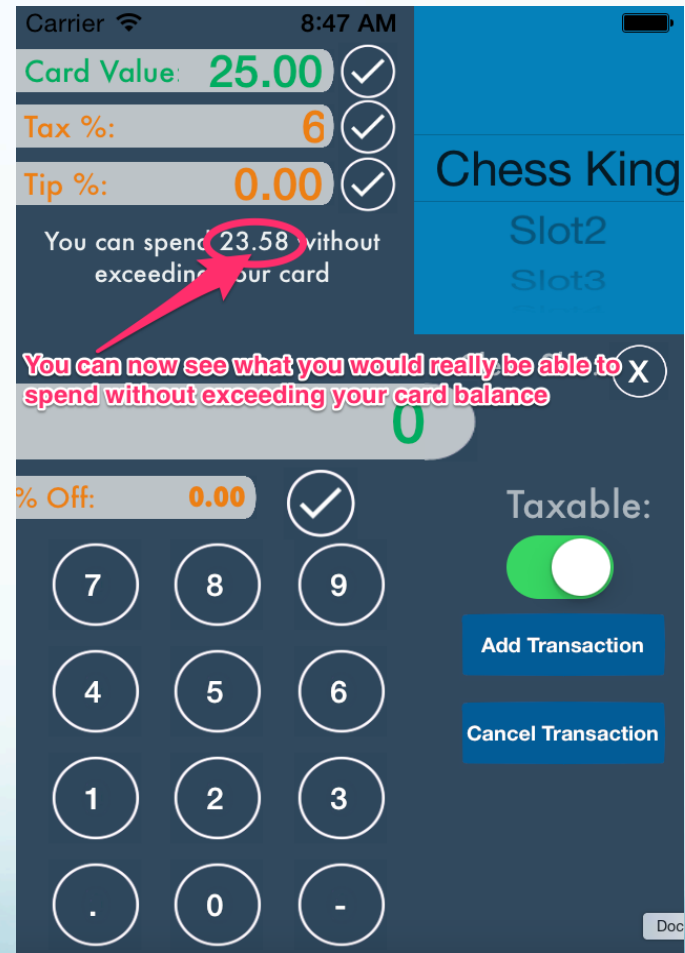 Carrier 8:47 AM
Card Value: 25.00
Tax %: 6
Tip %: 0.00
Chess King
Slot2
Slot3
You can spend 23.58 without
exceeding your card
You can now see what you would really be able to
spend without exceeding your card balance
X
0
% Off: 0.00
Taxable:
7 8 9
Add Transaction
4 5 6
Cancel Transaction
1 2 3
. 0 -
Doc